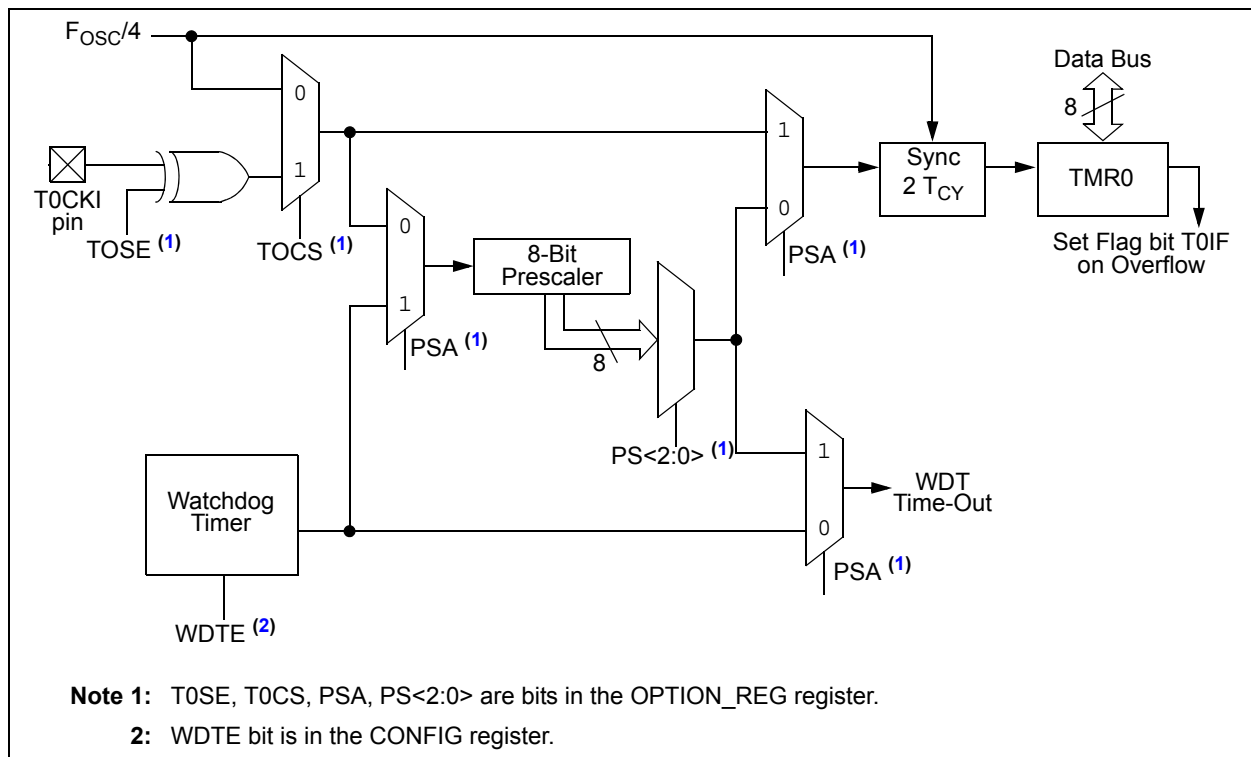 FOSC/4
Data Bus
8
0
1
1
0
T0CKI
pin
TOSE (1)
TOCS (1)
Sync
2 TCY
TMR0
PSA (1)
Set Flag bit T0IF
on Overflow
0
1
8-Bit
Prescaler
PSA (1)
8
PS<2:0> (1)
Watchdog
Timer
1
0
WDT
Time-Out
PSA (1)
WDTE (2)
Note 1: T0SE, T0CS, PSA, PS<2:0> are bits in the OPTION_REG register.
2: WDTE bit is in the CONFIG register.